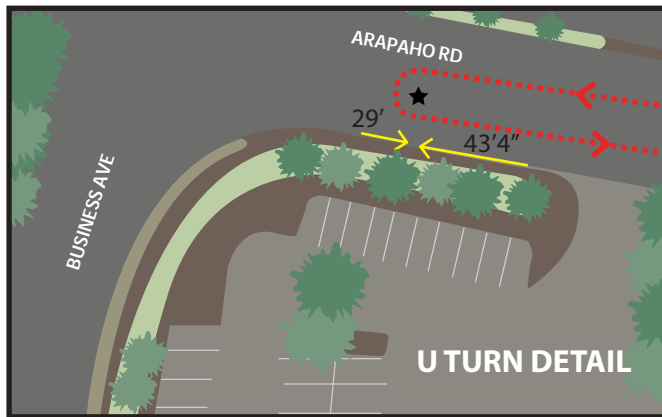 ARAPAHO RD
29’
43’4”
BUSINESS AVE
U TURN DETAIL